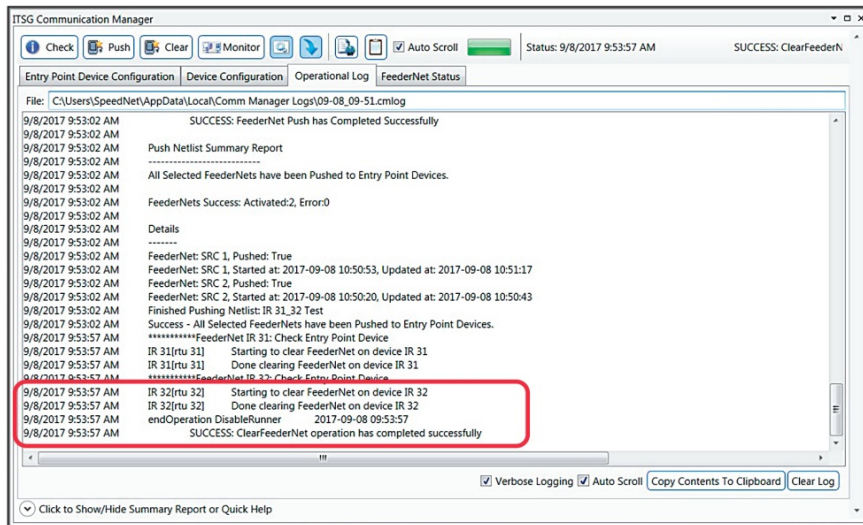 ITSG Communication Manager
Check Push Clear Monitor Auto Scroll Status: 9/8/2017 9:53:57 AM SUCCESS: ClearFeederN
Entry Point Device Configuration Device Configuration Operational Log FeederNet Status
File: C:\Users\SpeedNet\AppData\Local\Comm Manager Logs\09-08_09-51.cmlog
9/8/2017 9:53:02 AM SUCCESS: FeederNet Push has Completed Successfully
9/8/2017 9:53:02 AM
9/8/2017 9:53:02 AM Push Netlist Summary Report
9/8/2017 9:53:02 AM ---------------------------
9/8/2017 9:53:02 AM All Selected FeederNets have been Pushed to Entry Point Devices.
9/8/2017 9:53:02 AM
9/8/2017 9:53:02 AM FeederNets Success: Activated:2, Error:0
9/8/2017 9:53:02 AM
9/8/2017 9:53:02 AM Details
9/8/2017 9:53:02 AM -------
9/8/2017 9:53:02 AM FeederNet: SRC 1, Pushed: True
9/8/2017 9:53:02 AM FeederNet: SRC 1, Started at: 2017-09-08 10:50:53, Updated at: 2017-09-08 10:51:17
9/8/2017 9:53:02 AM FeederNet: SRC 2, Pushed: True
9/8/2017 9:53:02 AM FeederNet: SRC 2, Started at: 2017-09-08 10:50:20, Updated at: 2017-09-08 10:50:43
9/8/2017 9:53:02 AM Finished Pushing Netlist: IR 31_32 Test
9/8/2017 9:53:02 AM Success - All Selected FeederNets have been Pushed to Entry Point Devices.
9/8/2017 9:53:57 AM ***********FeederNet IR 31: Check Entry Point Device
9/8/2017 9:53:57 AM IR 31[rtu 31] Starting to clear FeederNet on device IR 31
9/8/2017 9:53:57 AM IR 31[rtu 31] Done clearing FeederNet on device IR 31
9/8/2017 9:53:57 AM ***********FeederNet IR 32: Check Entry Point Device
9/8/2017 9:53:57 AM IR 32[rtu 32] Starting to clear FeederNet on device IR 32
9/8/2017 9:53:57 AM IR 32[rtu 32] Done clearing FeederNet on device IR 32
9/8/2017 9:53:57 AM endOperation DisableRunner 2017-09-08 09:53:57
9/8/2017 9:53:57 AM SUCCESS: ClearFeederNet operation has completed successfully
Verbose Logging Auto Scroll Copy Contents To Clipboard Clear Log
Click to Show/Hide Summary Report or Quick Help